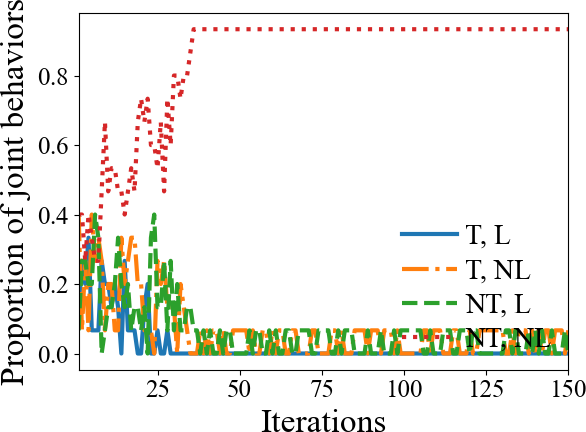 Proportion of joint behaviors
0.8
0.6
0.4
0.2
0.0
T, L
T, NL
NT, L
NT, NL
25
50
75
100
125
150
Iterations